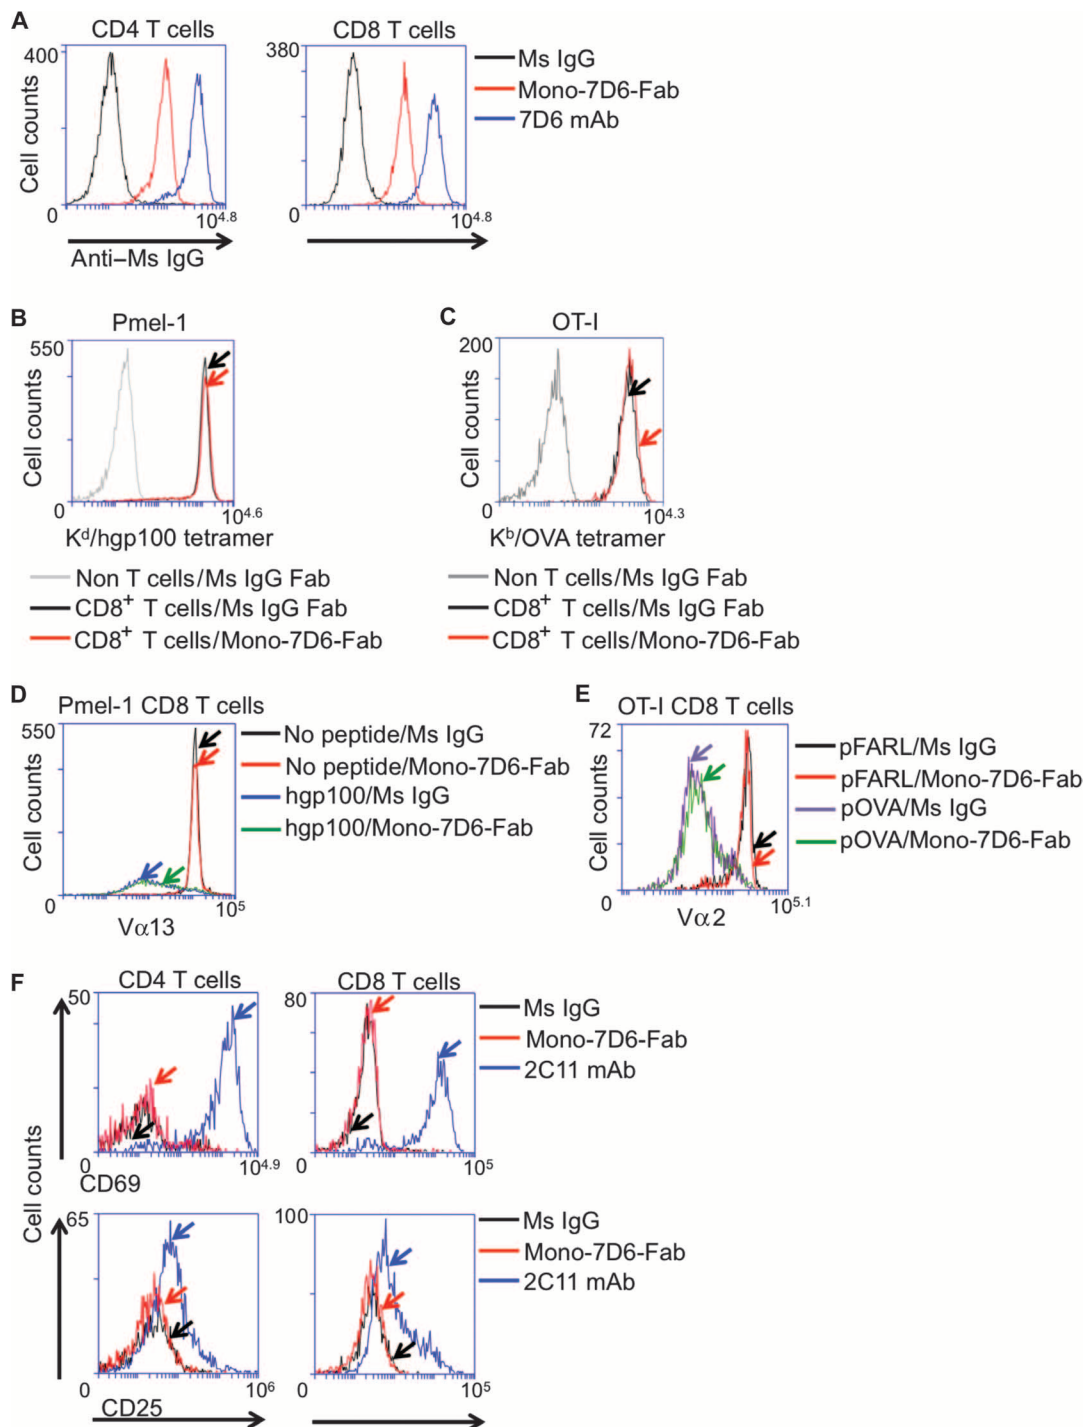 A
CD4 T cells
CD8 T cells
400
380
Cell counts
0
10^4.8
0
10^4.8
Anti–Ms IgG
Ms IgG
Mono-7D6-Fab
7D6 mAb
B
Pmel-1
550
Cell counts
0
10^4.6
K^d/hgp100 tetramer
Non T cells/Ms IgG Fab
CD8^+ T cells/Ms IgG Fab
CD8^+ T cells/Mono-7D6-Fab
C
OT-I
200
Cell counts
0
10^4.3
K^b/OVA tetramer
Non T cells/Ms IgG Fab
CD8^+ T cells/Ms IgG Fab
CD8^+ T cells/Mono-7D6-Fab
D
Pmel-1 CD8 T cells
550
Cell counts
0
10^5
Vα13
No peptide/Ms IgG
No peptide/Mono-7D6-Fab
hgp100/Ms IgG
hgp100/Mono-7D6-Fab
E
OT-I CD8 T cells
72
Cell counts
0
10^5.1
Vα2
pFARL/Ms IgG
pFARL/Mono-7D6-Fab
pOVA/Ms IgG
pOVA/Mono-7D6-Fab
F
CD4 T cells
CD8 T cells
50
80
0
10^4.9
0
10^5
CD69
Ms IgG
Mono-7D6-Fab
2C11 mAb
Cell counts
65
100
0
10^6
0
10^5
CD25
Ms IgG
Mono-7D6-Fab
2C11 mAb